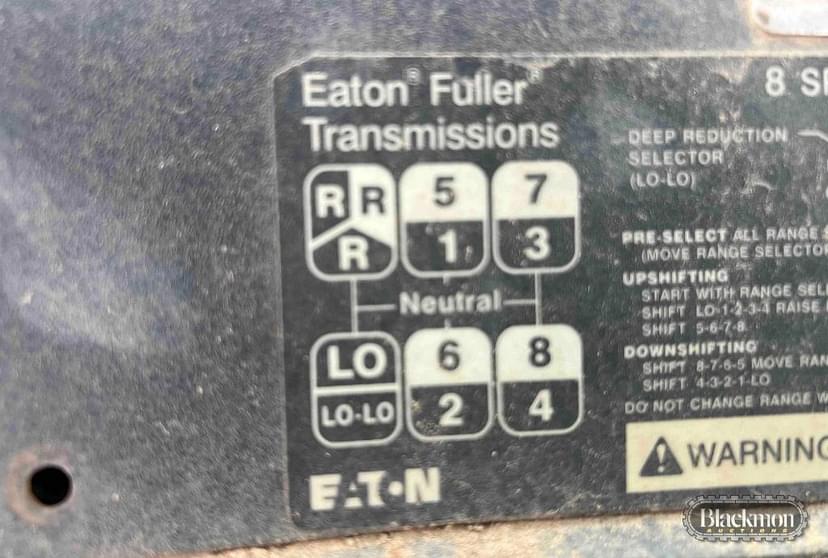 Eaton® Fuller®
Transmissions
R R 5 7
R 1 3
Neutral
LO 6 8
LO-LO 2 4
EATON
8
DEEP REDUCTION
SELECTOR
(LO-LO)
PRE-SELECT ALL RANGE
(MOVE RANGE SELECTOR
UPSHIFTING
START WITH RANGE
SHIFT LO-1-2-3-4 RAISE
SHIFT 5-6-7-8
DOWNSHIFTING
SHIFT 8-7-6-5 MOVE
SHIFT 4-3-2-1-LO
DO NOT CHANGE RANGE
WARNING
Blackmon
AUCTIONS